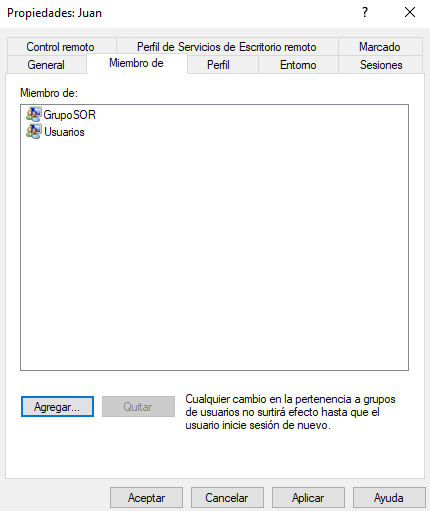 Propiedades: Juan
?
Control remoto
Perfil de Servicios de Escritorio remoto
Marcado
General
Miembro de
Perfil
Entorno
Sesiones
Miembro de:
GrupoSOR
Usuarios
Agregar...
Quitar
Cualquier cambio en la pertenencia a grupos
de usuarios no surtirá efecto hasta que el
usuario inicie sesión de nuevo.
Aceptar
Cancelar
Aplicar
Ayuda